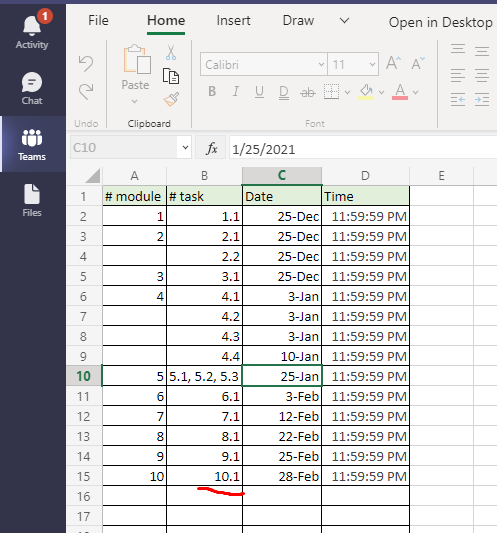 1
Activity
Chat
Teams
Files
File Home Insert Draw Open in Desktop
Paste
Undo Clipboard
Calibri 11 A A
B I U D ab A
Font
C10 fx 1/25/2021
A B C D E
1 # module # task Date Time
2 1 1.1 25-Dec 11:59:59 PM
3 2 2.1 25-Dec 11:59:59 PM
4 2.2 25-Dec 11:59:59 PM
5 3 3.1 25-Dec 11:59:59 PM
6 4 4.1 3-Jan 11:59:59 PM
7 4.2 3-Jan 11:59:59 PM
8 4.3 3-Jan 11:59:59 PM
9 4.4 10-Jan 11:59:59 PM
10 5 5.1, 5.2, 5.3 25-Jan 11:59:59 PM
11 6 6.1 3-Feb 11:59:59 PM
12 7 7.1 12-Feb 11:59:59 PM
13 8 8.1 22-Feb 11:59:59 PM
14 9 9.1 25-Feb 11:59:59 PM
15 10 10.1 28-Feb 11:59:59 PM
16
17